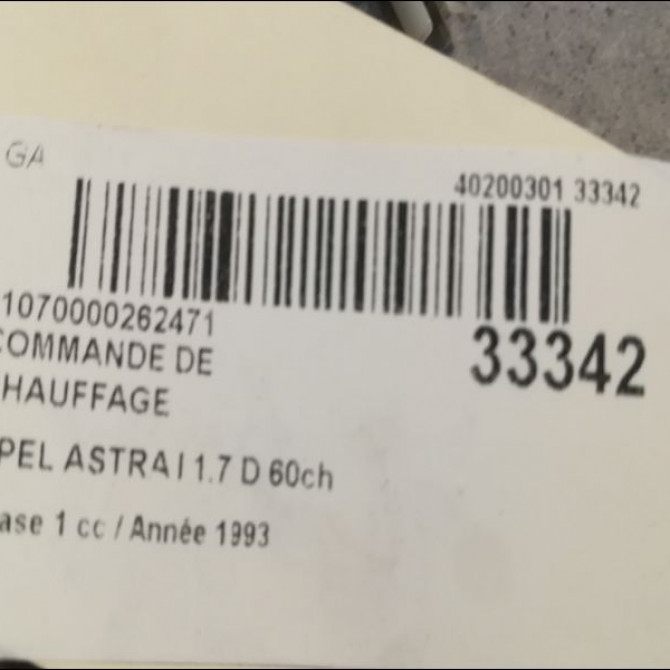 GA
40200301 33342
1070000262471
33342
COMMANDE DE
HAUFFAGE
PEL ASTRA I 1.7 D 60ch
ase 1 cc / Année 1993